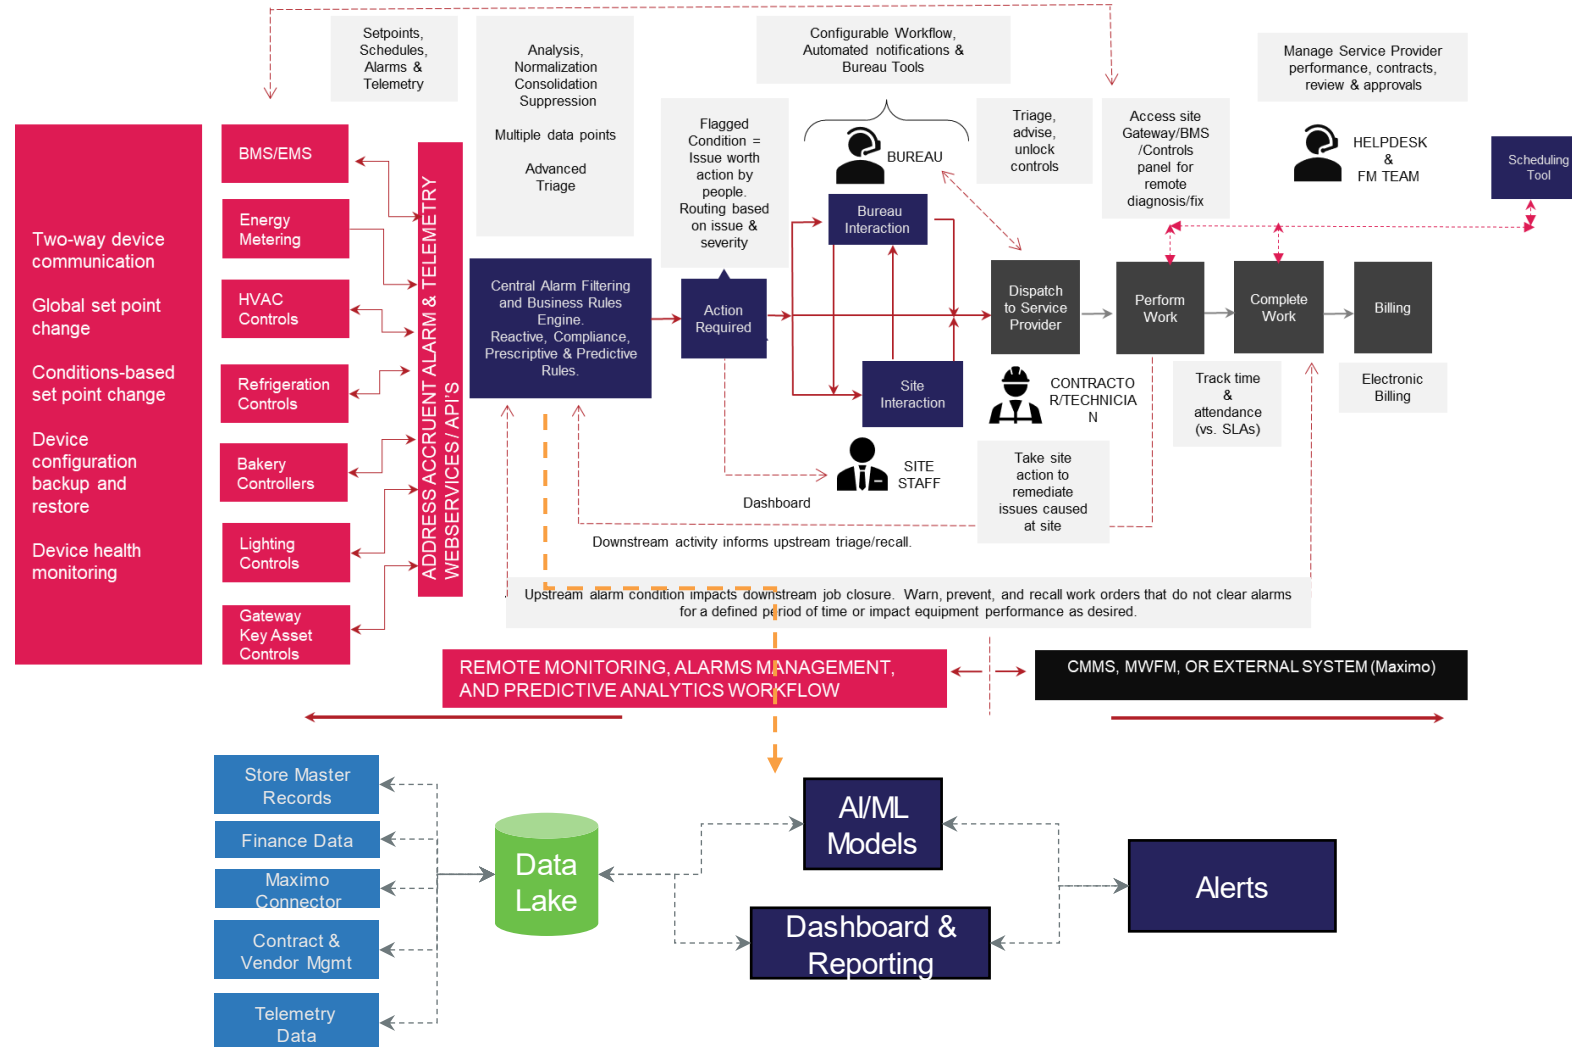 Setpoints,
Schedules,
Alarms &
Telemetry
Analysis,
Normalization
Consolidation
Suppression
Multiple data points
Advanced
Triage
Configurable Workflow,
Automated notifications &
Bureau Tools
Manage Service Provider
performance, contracts,
review & approvals
Flagged
Condition =
Issue worth
action by
people.
Routing based
on issue &
severity
BUREAU
Triage,
advise,
unlock
controls
Access site
Gateway/BMS
/Controls
panel for
remote
diagnosis/fix
HELPDESK
&
FM TEAM
Scheduling
Tool
Two-way device
communication
Global set point
change
Conditions-based
set point change
Device
configuration
backup and
restore
Device health
monitoring
BMS/EMS
Energy
Metering
HVAC
Controls
Refrigeration
Controls
Bakery
Controllers
Lighting
Controls
Gateway
Key Asset
Controls
ADDRESS ACCRUENT ALARM & TELEMETRY
WEBSERVICES / API'S
Central Alarm Filtering
and Business Rules
Engine.
Reactive, Compliance,
Prescriptive & Predictive
Rules.
Action
Required
Bureau
Interaction
Site
Interaction
Dispatch
to Service
Provider
Perform
Work
Complete
Work
Billing
CONTRACTO
R/TECHNICIA
N
Track time
&
attendance
(vs. SLAs)
Electronic
Billing
SITE
STAFF
Dashboard
Take site
action to
remediate
issues caused
at site
Downstream activity informs upstream triage/recall.
Upstream alarm condition impacts downstream job closure. Warn, prevent, and recall work orders that do not clear alarms
for a defined period of time or impact equipment performance as desired.
REMOTE MONITORING, ALARMS MANAGEMENT,
AND PREDICTIVE ANALYTICS WORKFLOW
CMMS, MWFM, OR EXTERNAL SYSTEM (Maximo)
Store Master
Records
Finance Data
Maximo
Connector
Contract &
Vendor Mgmt
Telemetry
Data
Data
Lake
AI/ML
Models
Dashboard &
Reporting
Alerts